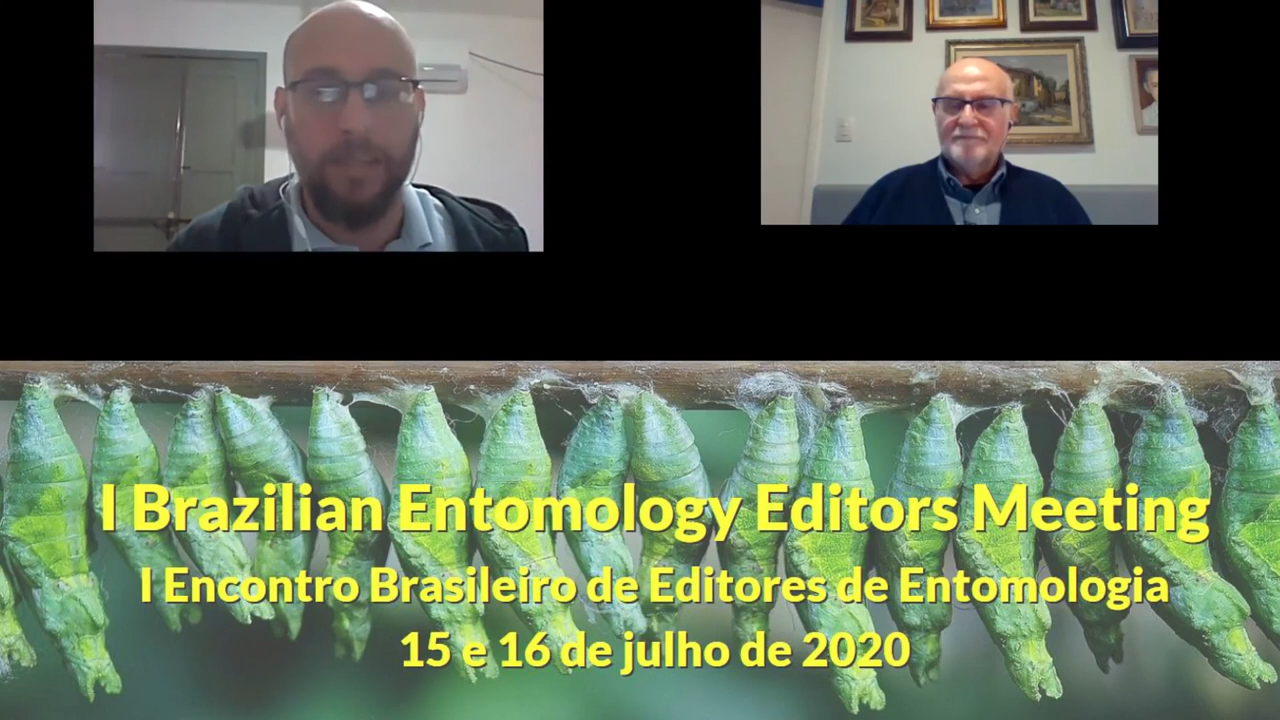 I Brazilian Entomology Editors Meeting
I Encontro Brasileiro de Editores de Entomologia
15 e 16 de julho de 2020